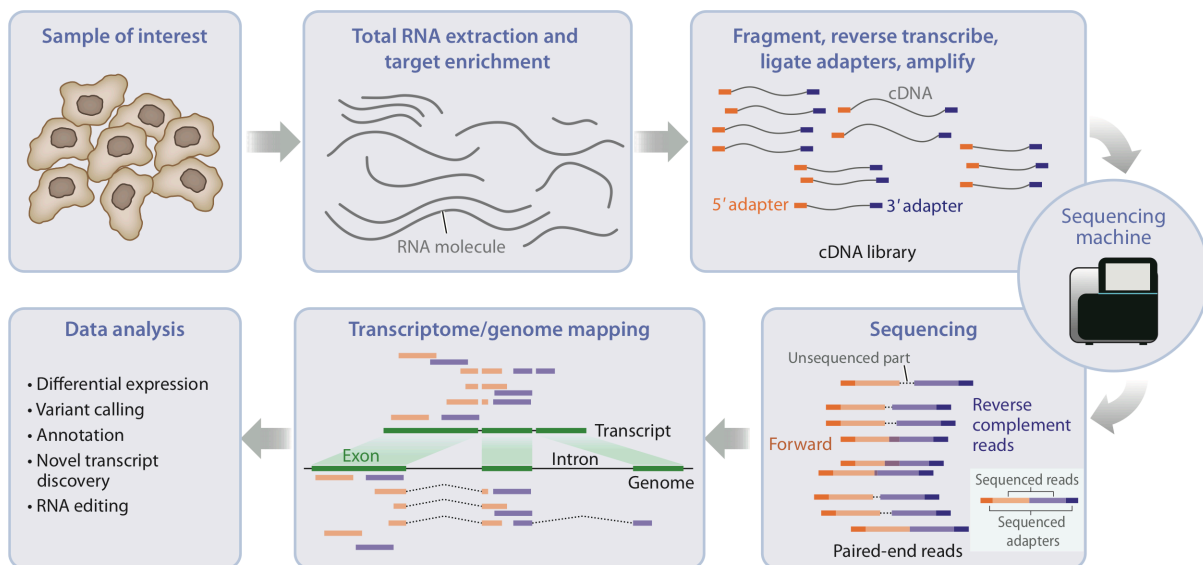 Sample of interest
Total RNA extraction and
target enrichment
RNA molecule
Fragment, reverse transcribe,
ligate adapters, amplify
cDNA
5′ adapter
3′ adapter
cDNA library
Sequencing
machine
Sequencing
Unsequenced part
Reverse
complement
reads
Forward
Sequenced reads
Sequenced
adapters
Paired-end reads
Transcriptome/genome mapping
Transcript
Exon
Intron
Genome
Data analysis
• Differential expression
• Variant calling
• Annotation
• Novel transcript
discovery
• RNA editing